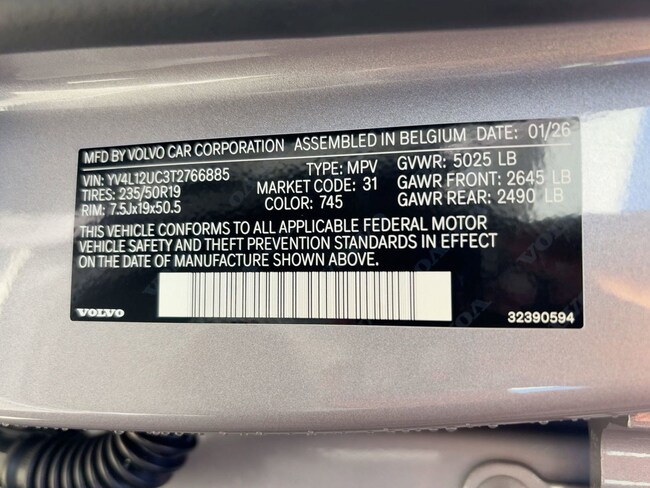 MFD BY VOLVO CAR CORPORATION ASSEMBLED IN BELGIUM DATE: 01/26
VIN: YV4L12UC3T2766885 TYPE: MPV GVWR: 5025 LB
TIRES: 235/50R19 MARKET CODE: 31 GAWR FRONT: 2645 LB
RIM: 7.5Jx19x50.5 COLOR: 745 GAWR REAR: 2490 LB
THIS VEHICLE CONFORMS TO ALL APPLICABLE FEDERAL MOTOR
VEHICLE SAFETY AND THEFT PREVENTION STANDARDS IN EFFECT
ON THE DATE OF MANUFACTURE SHOWN ABOVE.
VOLVO 32390594